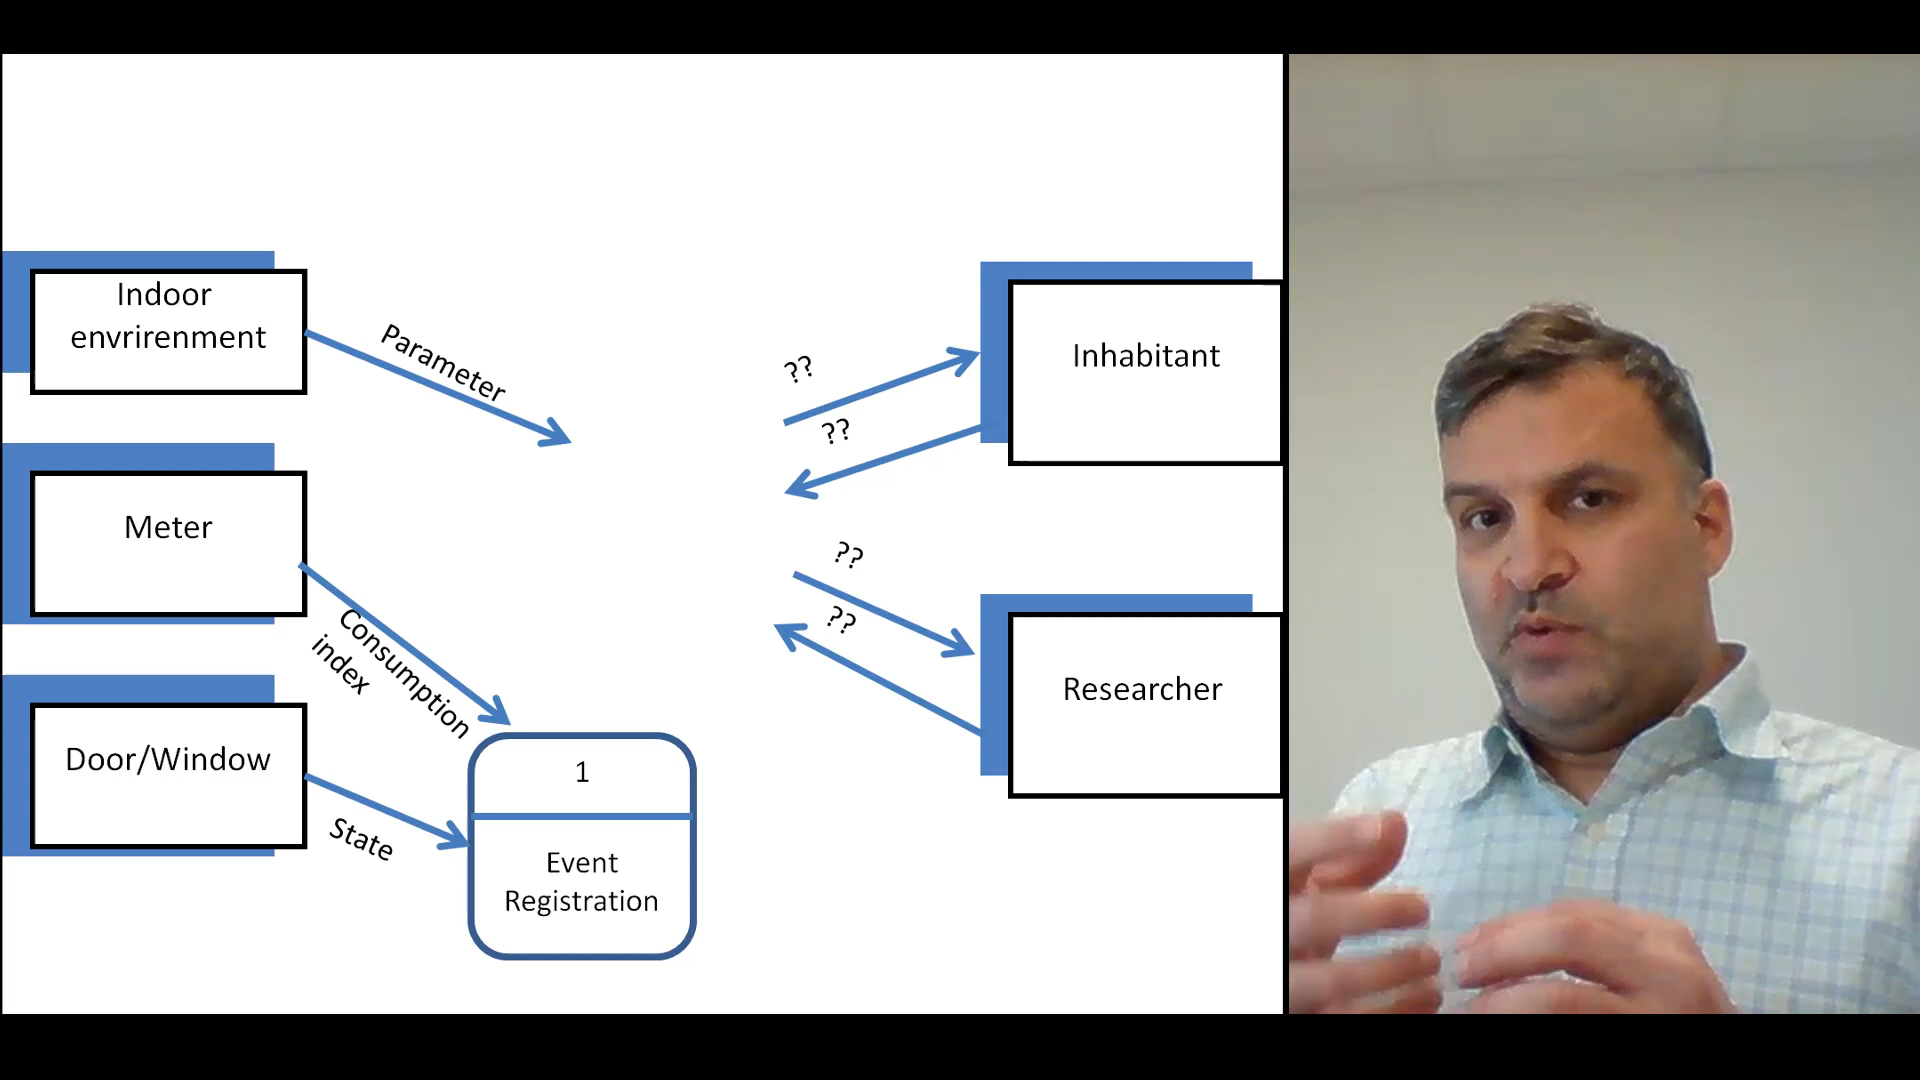 Indoor
envrirenment
Parameter
Meter
Consumption
index
Door/Window
State
1
Event
Registration
??
??
Inhabitant
??
??
Researcher